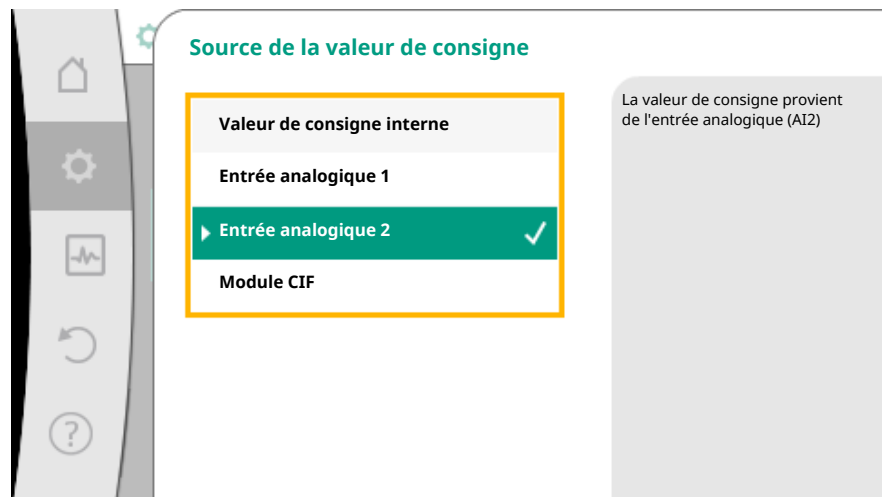 Source de la valeur de consigne
Valeur de consigne interne
Entrée analogique 1
Entrée analogique 2
Module CIF
La valeur de consigne provient
de l'entrée analogique (AI2)
?